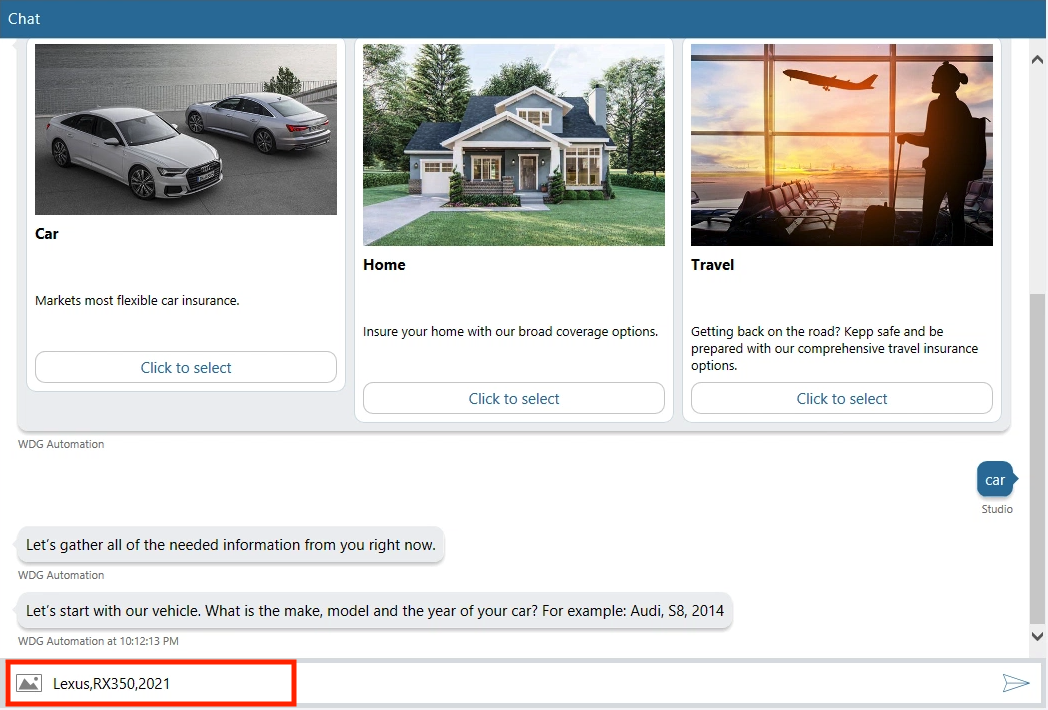 Chat
Car
Markets most flexible car insurance.
Click to select
Home
Insure your home with our broad coverage options.
Click to select
Travel
Getting back on the road? Kepp safe and be
prepared with our comprehensive travel insurance
options.
Click to select
WDG Automation
car
Studio
Let's gather all of the needed information from you right now.
WDG Automation
Let's start with our vehicle. What is the make, model and the year of your car? For example: Audi, S8, 2014
WDG Automation at 10:12:13 PM
Lexus,RX350,2021